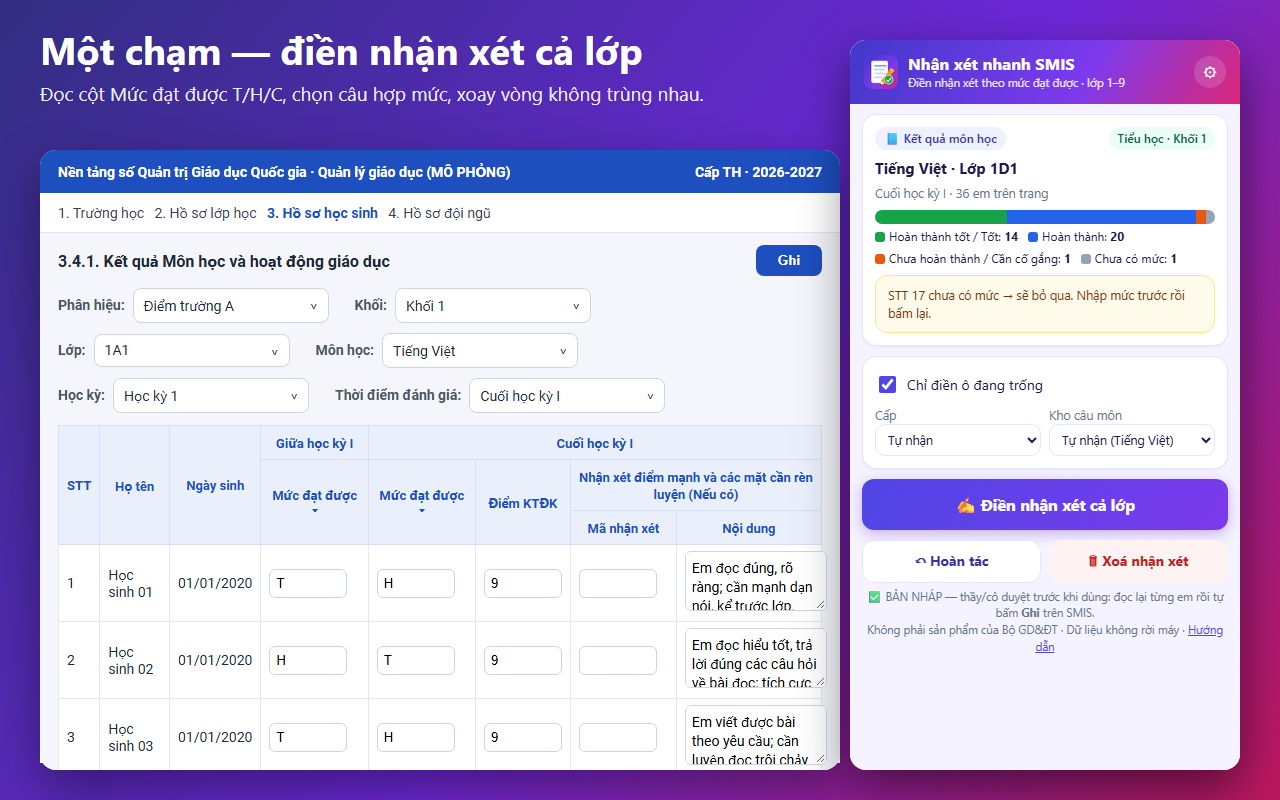 Một chạm — điền nhận xét cả lớp
Đọc cột Mức đạt được T/H/C, chọn câu hợp mức, xoay vòng không trùng nhau.
Nền tảng số Quản trị Giáo dục Quốc gia · Quản lý giáo dục (MÔ PHỎNG)
Cấp TH · 2026-2027
1. Trường học 2. Hồ sơ lớp học 3. Hồ sơ học sinh 4. Hồ sơ đội ngũ
3.4.1. Kết quả Môn học và hoạt động giáo dục
Ghi
Phân hiệu: Điểm trường A Khối: Khối 1
Lớp: 1A1 Môn học: Tiếng Việt
Học kỳ: Học kỳ 1 Thời điểm đánh giá: Cuối học kỳ I
STT Họ tên Ngày sinh Giữa học kỳ I Cuối học kỳ I
Mức đạt được Mức đạt được Điểm KTĐK
Nhận xét điểm mạnh và các mặt cần rèn
luyện (Nếu có)
Mã nhận xét Nội dung
1 Học sinh 01 01/01/2020 T H 9
Em đọc đúng, rõ
ràng; cần mạnh dạn
nói, kể trước lớp.
2 Học sinh 02 01/01/2020 H T 9
Em đọc hiểu tốt, trả
lời đúng các câu hỏi
về bài đọc; tích cực
3 Học sinh 03 01/01/2020 T H 9
Em viết được bài
theo yêu cầu; cần
luyện đọc trôi chảy
Nhận xét nhanh SMIS
Điền nhận xét theo mức đạt được · lớp 1–9
Kết quả môn học
Tiểu học · Khối 1
Tiếng Việt · Lớp 1D1
Cuối học kỳ I · 36 em trên trang
Hoàn thành tốt / Tốt: 14 Hoàn thành: 20
Chưa hoàn thành / Cần cố gắng: 1 Chưa có mức: 1
STT 17 chưa có mức → sẽ bỏ qua. Nhập mức trước rồi
bấm lại.
Chỉ điền ô đang trống
Cấp Kho câu môn
Tự nhận Tự nhận (Tiếng Việt)
Điền nhận xét cả lớp
Hoàn tác
Xoá nhận xét
BẢN NHÁP — thầy/cô duyệt trước khi dùng: đọc lại từng em rồi tự
bấm Ghi trên SMIS.
Không phải sản phẩm của Bộ GD&ĐT · Dữ liệu không rời máy · Hướng
dẫn